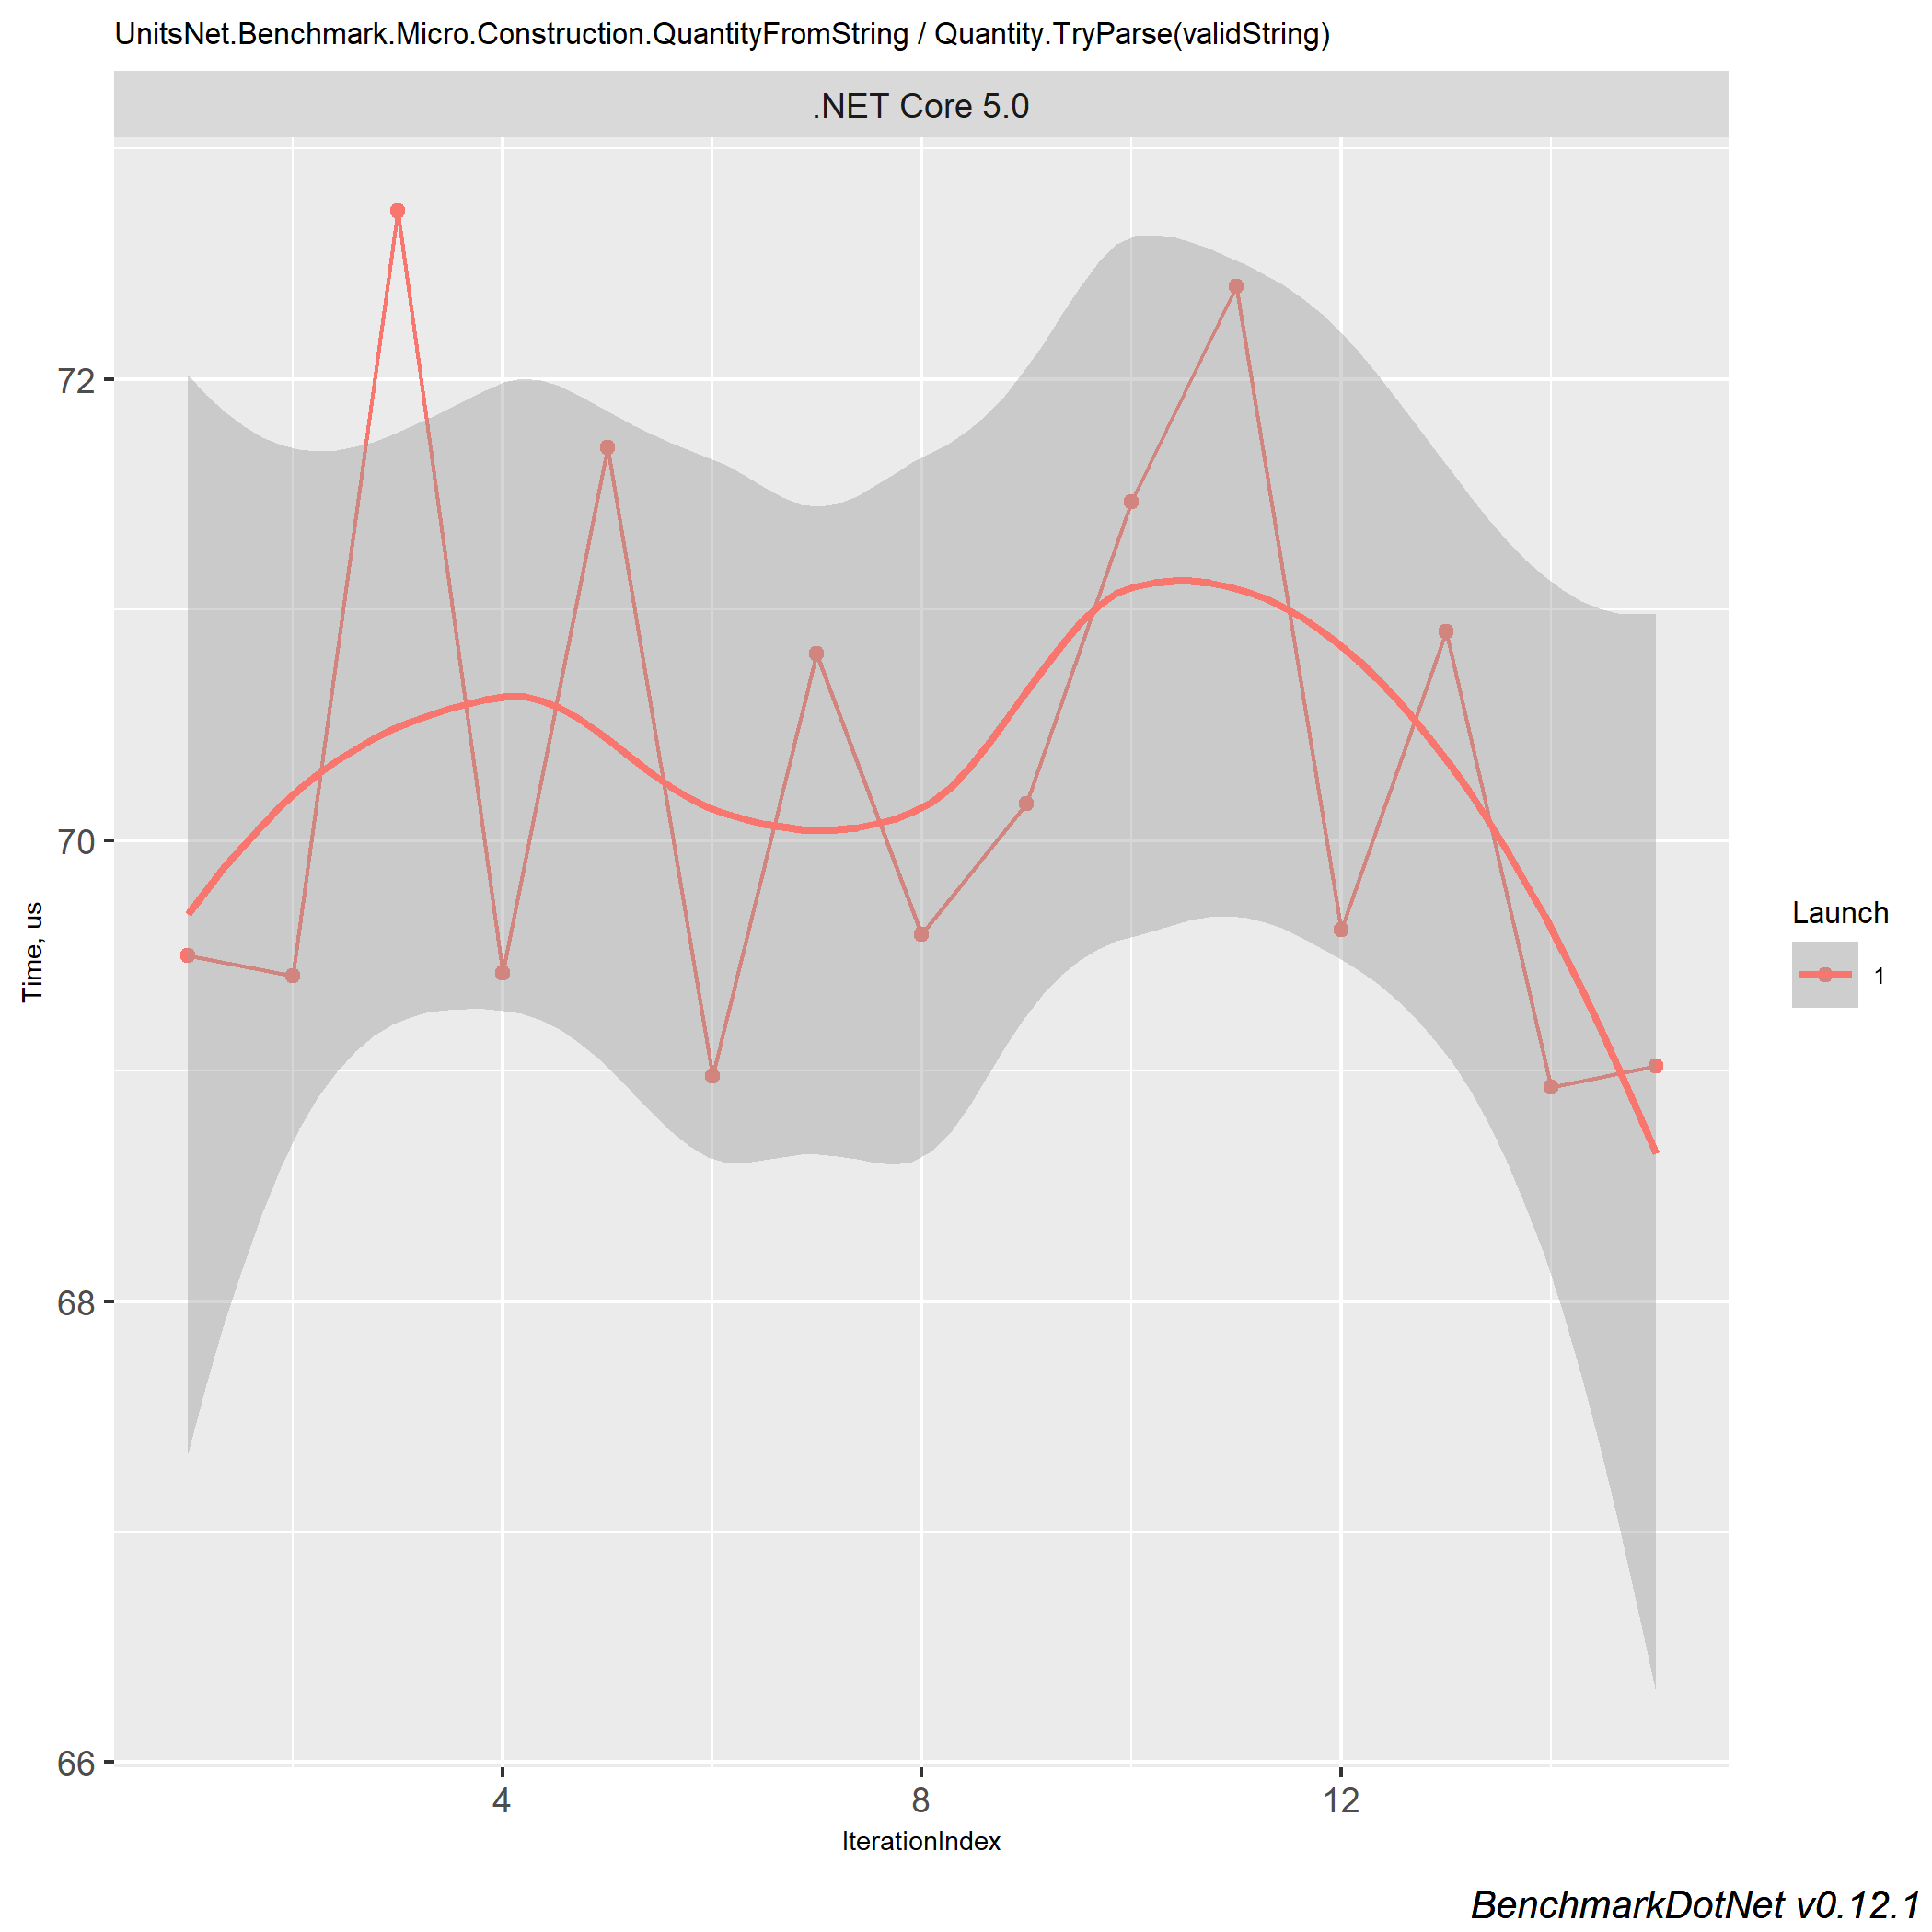 UnitsNet.Benchmark.Micro.Construction.QuantityFromString / Quantity.TryParse(validString)
.NET Core 5.0
72
70
68
66
Time, us
4 8 12
IterationIndex
Launch
1
BenchmarkDotNet v0.12.1